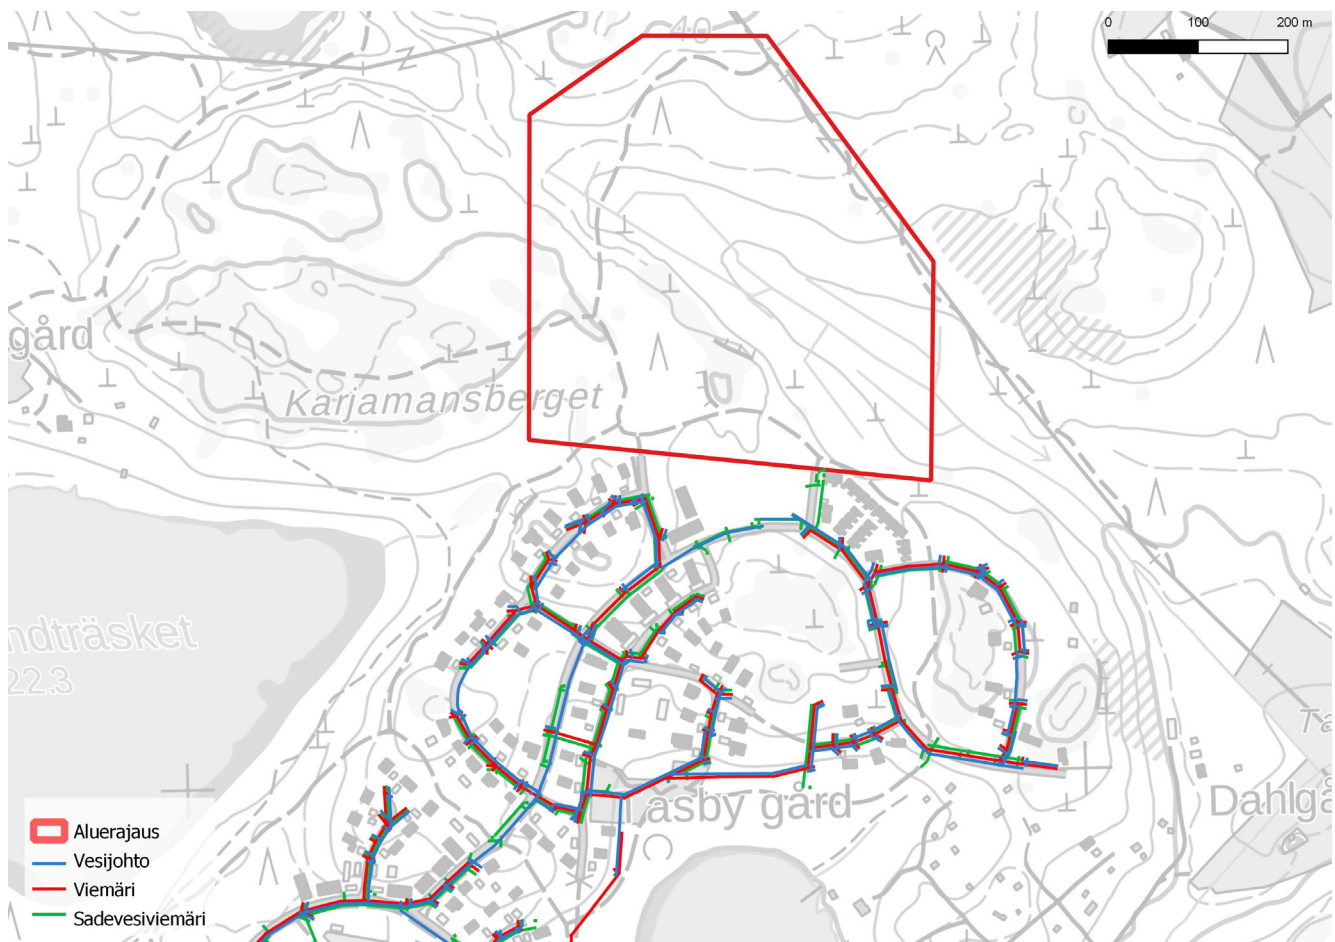 0 100 200 m
40
gård
Karjamansberget
ndträsket
22.3
Ta
asby gård
Dahlgå
Aluerajaus
Vesijohto
Viemäri
Sadevesiviemäri